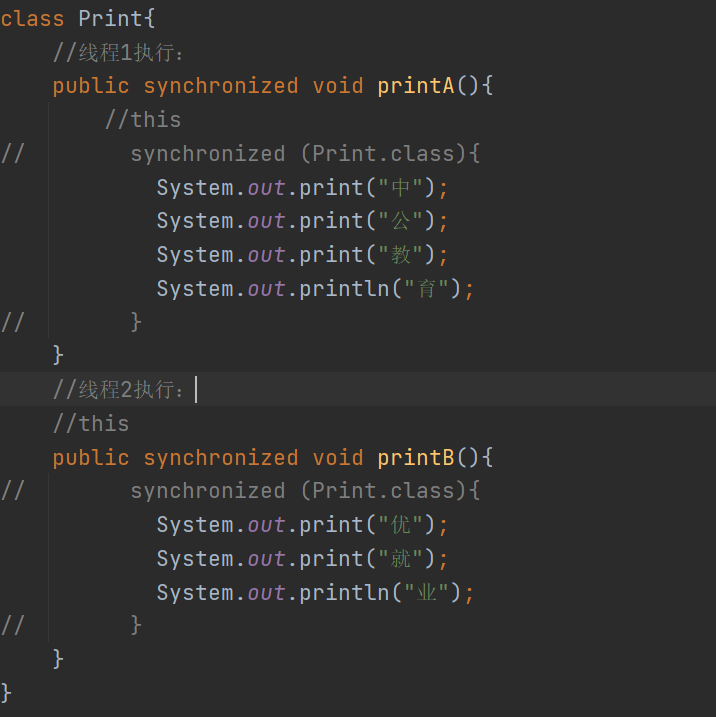 class Print{
    //线程1执行：
    public synchronized void printA(){
        //this
//        synchronized (Print.class){
            System.out.print("中");
            System.out.print("公");
            System.out.print("教");
            System.out.println("育");
//        }
    }
    //线程2执行：
    //this
    public synchronized void printB(){
//        synchronized (Print.class){
            System.out.print("优");
            System.out.print("就");
            System.out.println("业");
//        }
    }
}